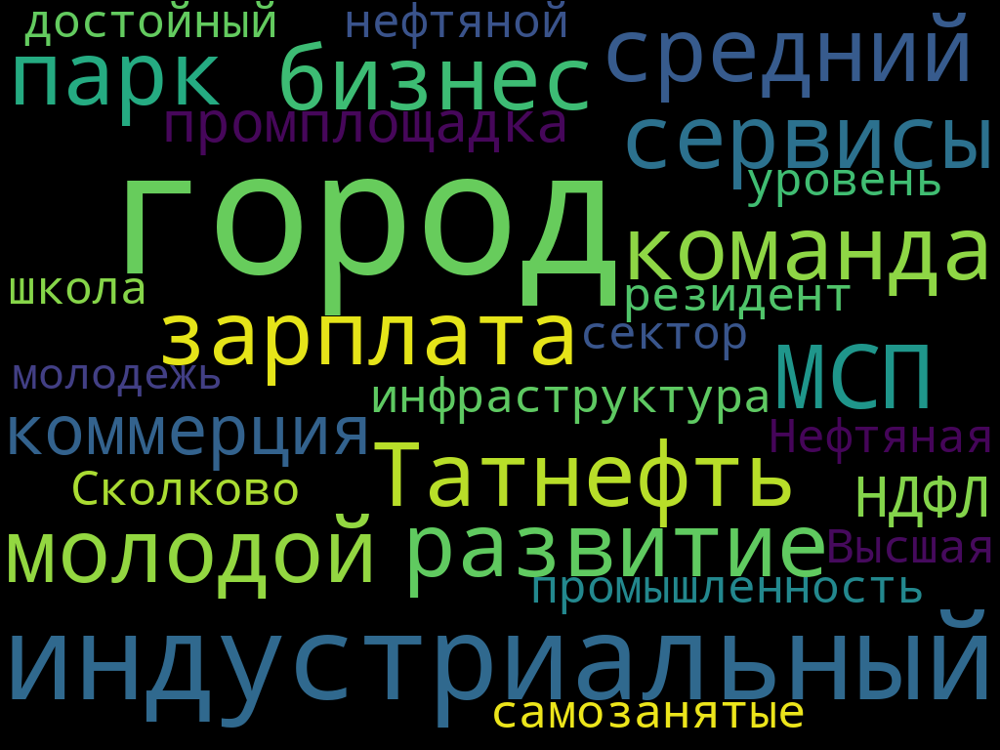 достойный
нефтяной
парк
бизнес
средний
промплощадка
сервисы
уровень
город
команда
школа
резидент
зарплата
сектор
молодежь
МСП
инфраструктура
коммерция
Нефтяная
Татнефть
Сколково
НДФЛ
молодой
развитие
Высшая
промышленность
индустриальный
самозанятые